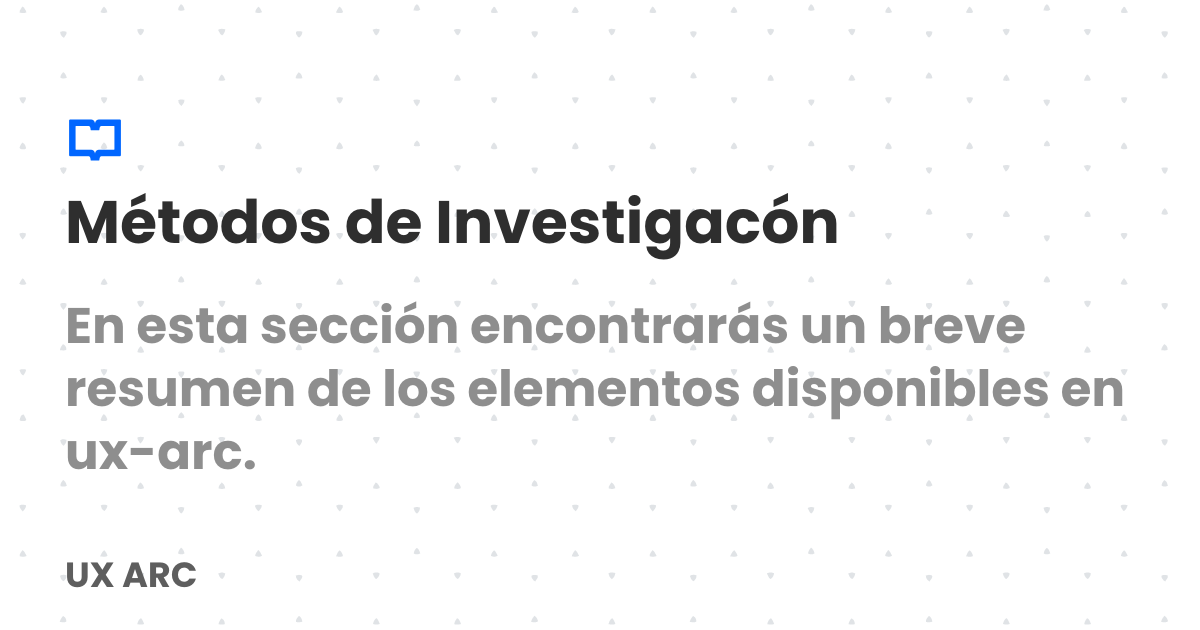 Métodos de Investigacón
En esta sección encontrarás un breve
resumen de los elementos disponibles en
ux-arc.
UX ARC